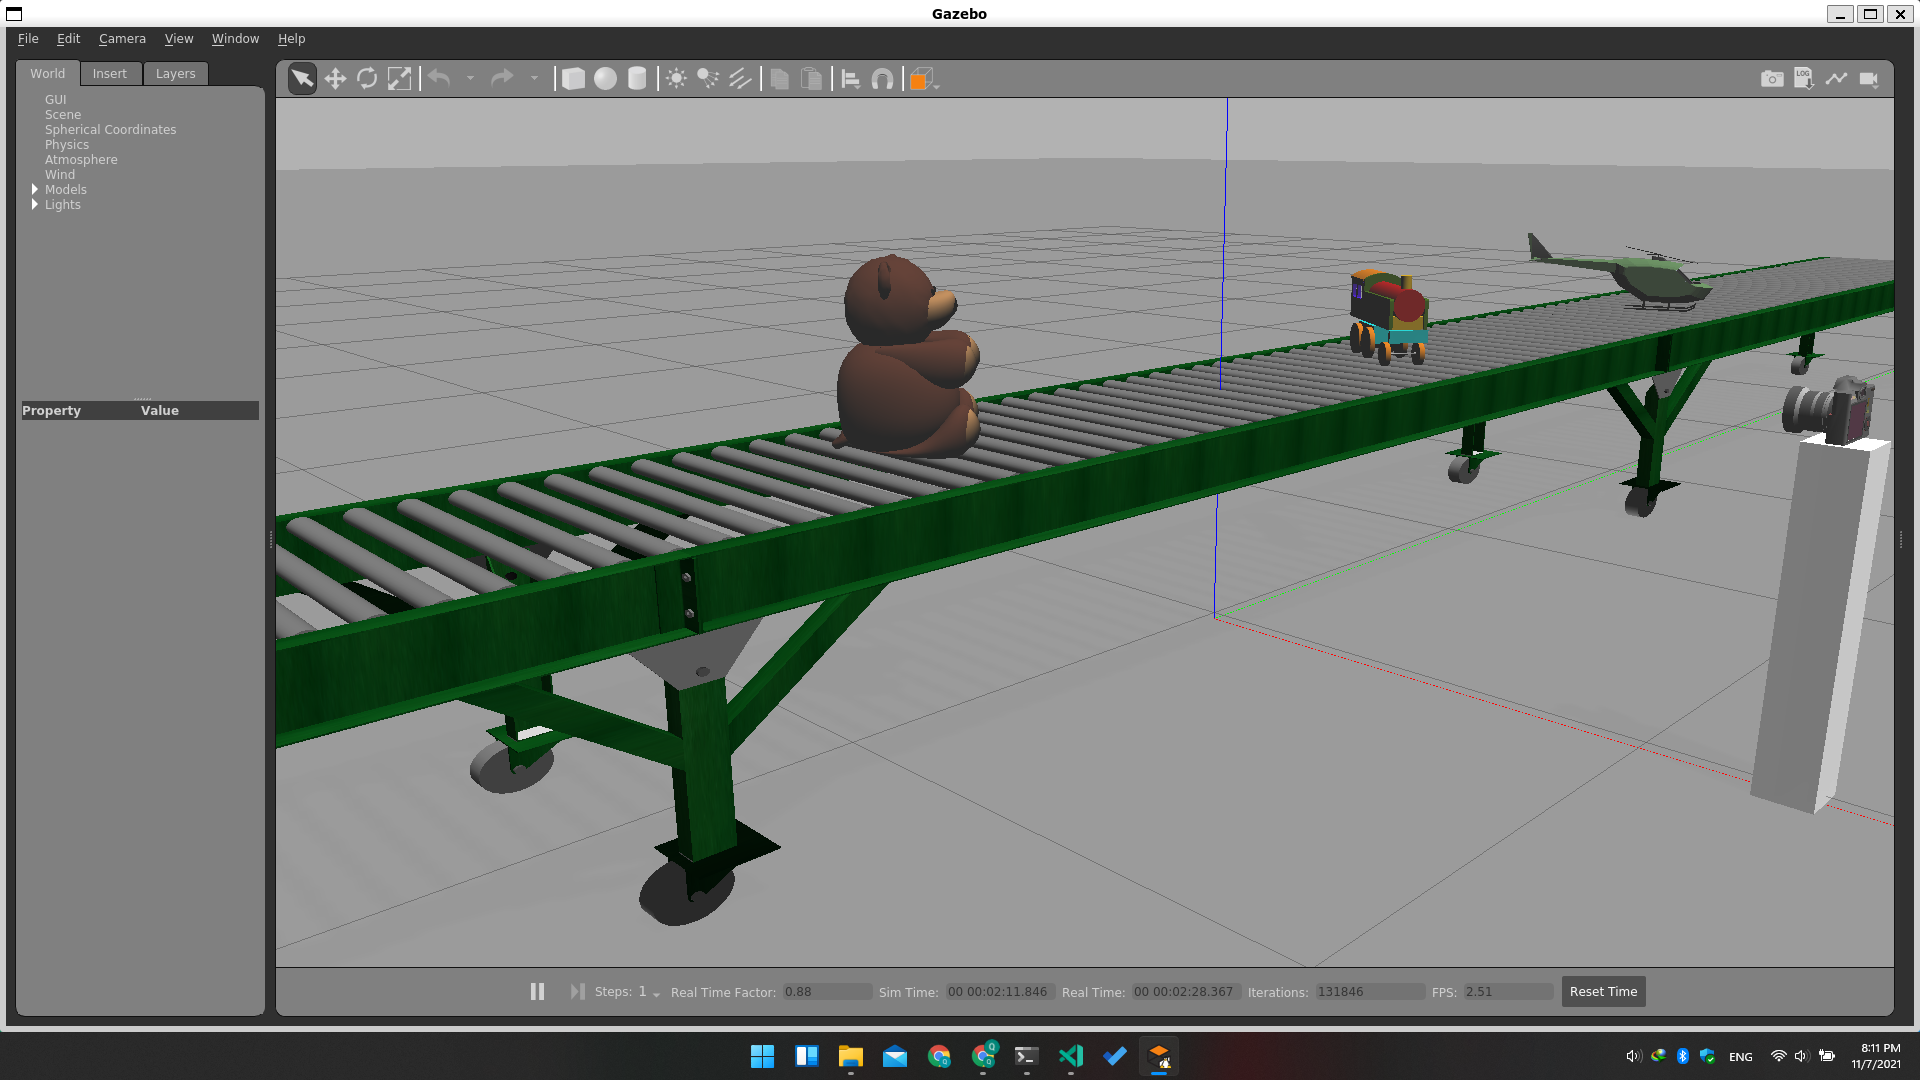 Gazebo
File Edit Camera View Window Help
World Insert Layers
LOG
GUI
Scene
Spherical Coordinates
Physics
Atmosphere
Wind
Models
Lights
Property Value
Steps: 1 Real Time Factor: 0.88 Sim Time: 00 00:02:11.846 Real Time: 00 00:02:28.367 Iterations: 131846 FPS: 2.51 Reset Time
Q
ENG
8:11 PM
11/7/2021